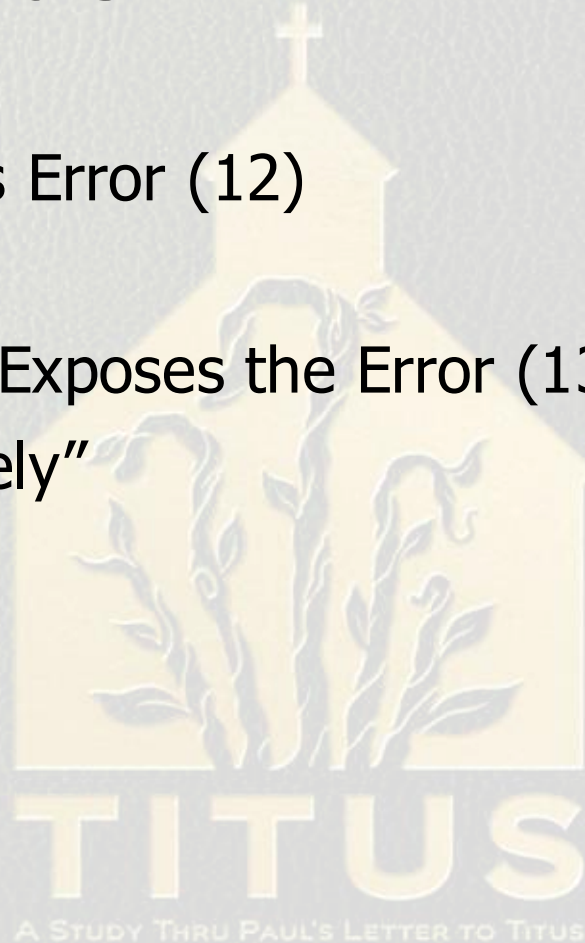 s Error (12)
Exposes the Error (13
ely”
TITUS
A STUDY THRU PAUL'S LETTER TO TITUS